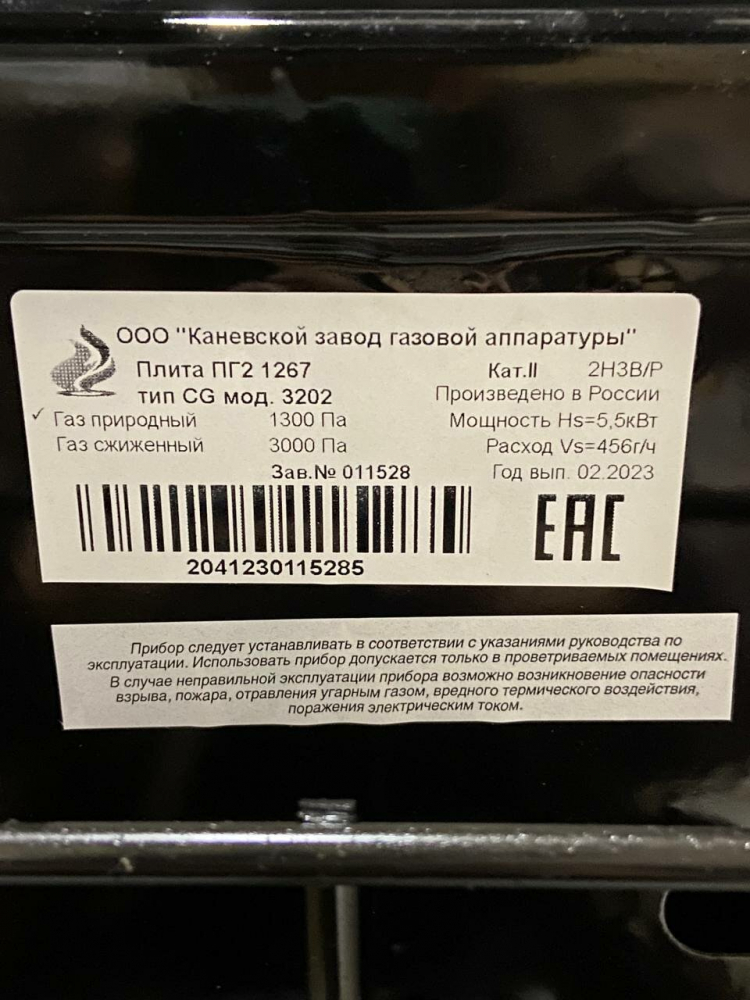 ООО "Каневской завод газовой аппаратуры"
Плита ПГ2 1267 Кат.II 2Н3В/Р
тип CG мод. 3202 Произведено в России
✓ Газ природный 1300 Па Мощность Hs=5,5кВт
Газ сжиженный 3000 Па Расход Vs=456г/ч
Зав.№ 011528 Год вып. 02.2023
EAC
2041230115285
Прибор следует устанавливать в соответствии с указаниями руководства по
эксплуатации. Использовать прибор допускается только в проветриваемых помещениях.
В случае неправильной эксплуатации прибора возможно возникновение опасности
взрыва, пожара, отравления угарным газом, вредного термического воздействия,
поражения электрическим током.